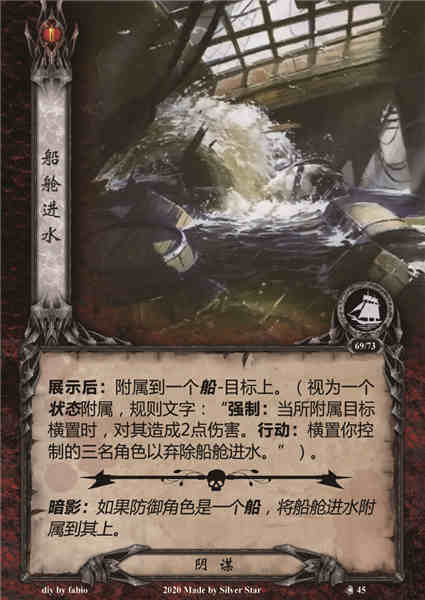 船舱进水
69/73
展示后：附属到一个船-目标上。（视为一个
状态附属，规则文字：“强制：当所附属目标
横置时，对其造成2点伤害。行动：横置你控
制的三名角色以弃除船舱进水。”）。
暗影：如果防御角色是一个船，将船舱进水附
属到其上。
阴谋
diy by fabio 2020 Made by Silver Star 45